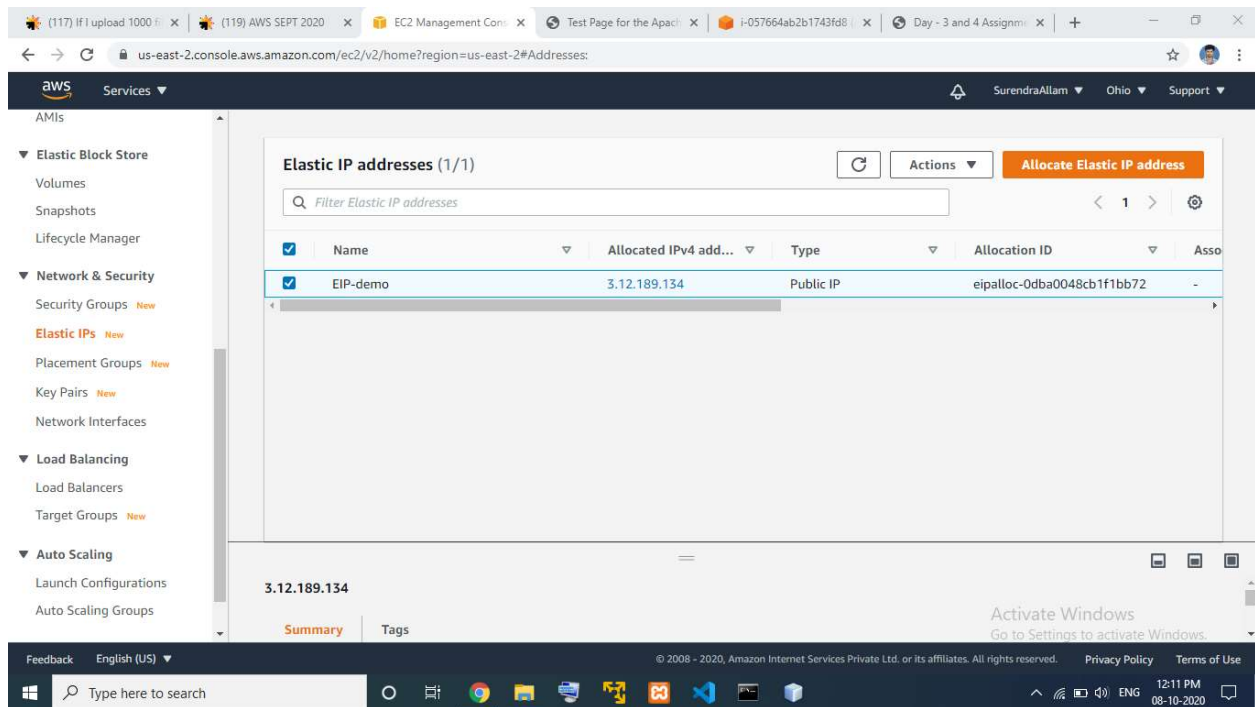 (117) If I upload 1000 fi
(119) AWS SEPT 2020
EC2 Management Cons
Test Page for the Apach
i-057664ab2b1743fd8 (
Day - 3 and 4 Assignme
us-east-2.console.aws.amazon.com/ec2/v2/home?region=us-east-2#Addresses:
aws
Services
SurendraAllam
Ohio
Support
AMIs
Elastic Block Store
Volumes
Snapshots
Lifecycle Manager
Network & Security
Security Groups New
Elastic IPs New
Placement Groups New
Key Pairs New
Network Interfaces
Load Balancing
Load Balancers
Target Groups New
Auto Scaling
Launch Configurations
Auto Scaling Groups
Elastic IP addresses (1/1)
Actions
Allocate Elastic IP address
Filter Elastic IP addresses
1
Name
Allocated IPv4 add...
Type
Allocation ID
Asso
EIP-demo
3.12.189.134
Public IP
eipalloc-0dba0048cb1f1bb72
-
3.12.189.134
Summary
Tags
Activate Windows
Go to Settings to activate Windows.
Feedback
English (US)
© 2008 - 2020, Amazon Internet Services Private Ltd. or its affiliates. All rights reserved.
Privacy Policy
Terms of Use
Type here to search
ENG
12:11 PM
08-10-2020